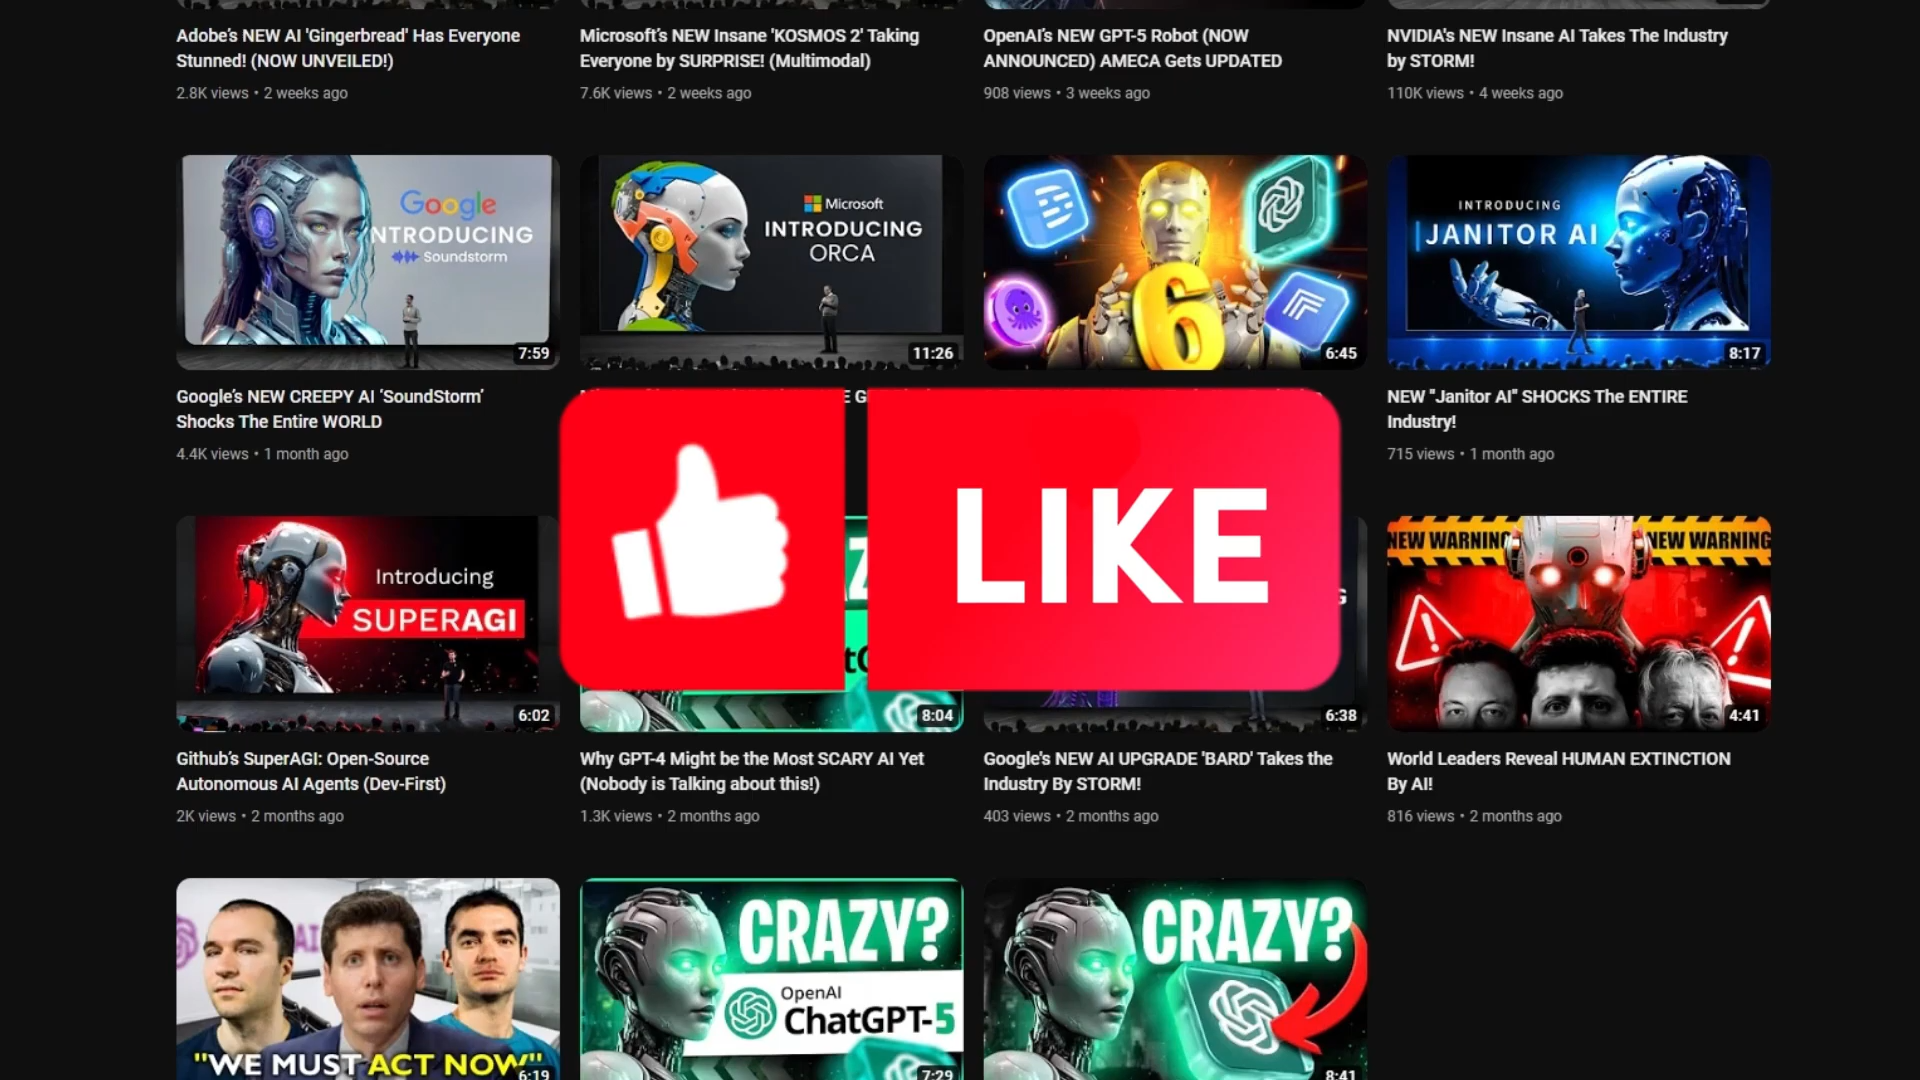 Adobe's NEW AI 'Gingerbread' Has Everyone
Stunned! (NOW UNVEILED!)
2.8K views • 2 weeks ago
Microsoft's NEW Insane 'KOSMOS 2' Taking
Everyone by SURPRISE! (Multimodal)
7.6K views • 2 weeks ago
OpenAI's NEW GPT-5 Robot (NOW
ANNOUNCED) AMECA Gets UPDATED
908 views • 3 weeks ago
NVIDIA's NEW Insane AI Takes The Industry
by STORM!
110K views • 4 weeks ago
Google
INTRODUCING
Soundstorm
7:59
Microsoft
INTRODUCING
ORCA
11:26
6
6:45
INTRODUCING
JANITOR AI
8:17
Google's NEW CREEPY AI ‘SoundStorm’
Shocks The Entire WORLD
4.4K views • 1 month ago
NEW "Janitor AI" SHOCKS The ENTIRE
Industry!
715 views • 1 month ago
LIKE
Introducing
SUPERAGI
6:02
8:04
6:38
NEW WARNING NEW WARNING
4:41
Github's SuperAGI: Open-Source
Autonomous AI Agents (Dev-First)
2K views • 2 months ago
Why GPT-4 Might be the Most SCARY AI Yet
(Nobody is Talking about this!)
1.3K views • 2 months ago
Google's NEW AI UPGRADE 'BARD' Takes the
Industry By STORM!
403 views • 2 months ago
World Leaders Reveal HUMAN EXTINCTION
By AI!
816 views • 2 months ago
AI
"WE MUST ACT NOW"
6:19
CRAZY?
OpenAI
ChatGPT-5
7:29
CRAZY?
8:41